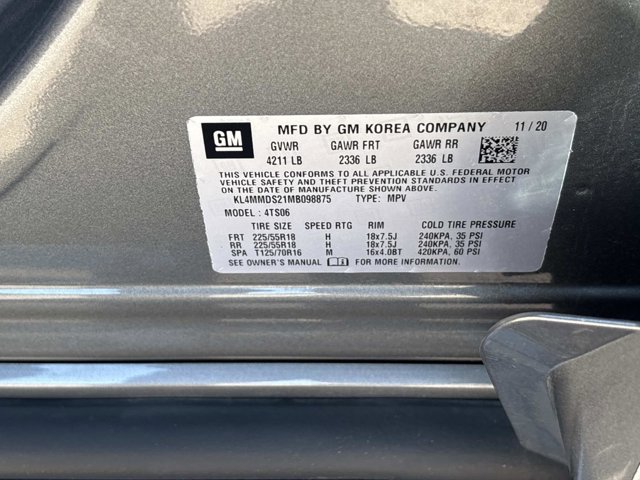 GM
MFD BY GM KOREA COMPANY 11/20
GVWR GAWR FRT GAWR RR
4211 LB 2336 LB 2336 LB
THIS VEHICLE CONFORMS TO ALL APPLICABLE U.S. FEDERAL MOTOR
VEHICLE SAFETY, BUMPER, AND THEFT PREVENTION STANDARDS IN EFFECT
ON THE DATE OF MANUFACTURE SHOWN ABOVE.
KL4MMDS21MB098875 TYPE: MPV
MODEL : 4TS06
TIRE SIZE SPEED RTG RIM COLD TIRE PRESSURE
FRT 225/55R18 H 18x7.5J 240KPA, 35 PSI
RR 225/55R18 H 18x7.5J 240KPA, 35 PSI
SPA T125/70R16 M 16x4.0BT 420KPA, 60 PSI
SEE OWNER'S MANUAL FOR MORE INFORMATION.